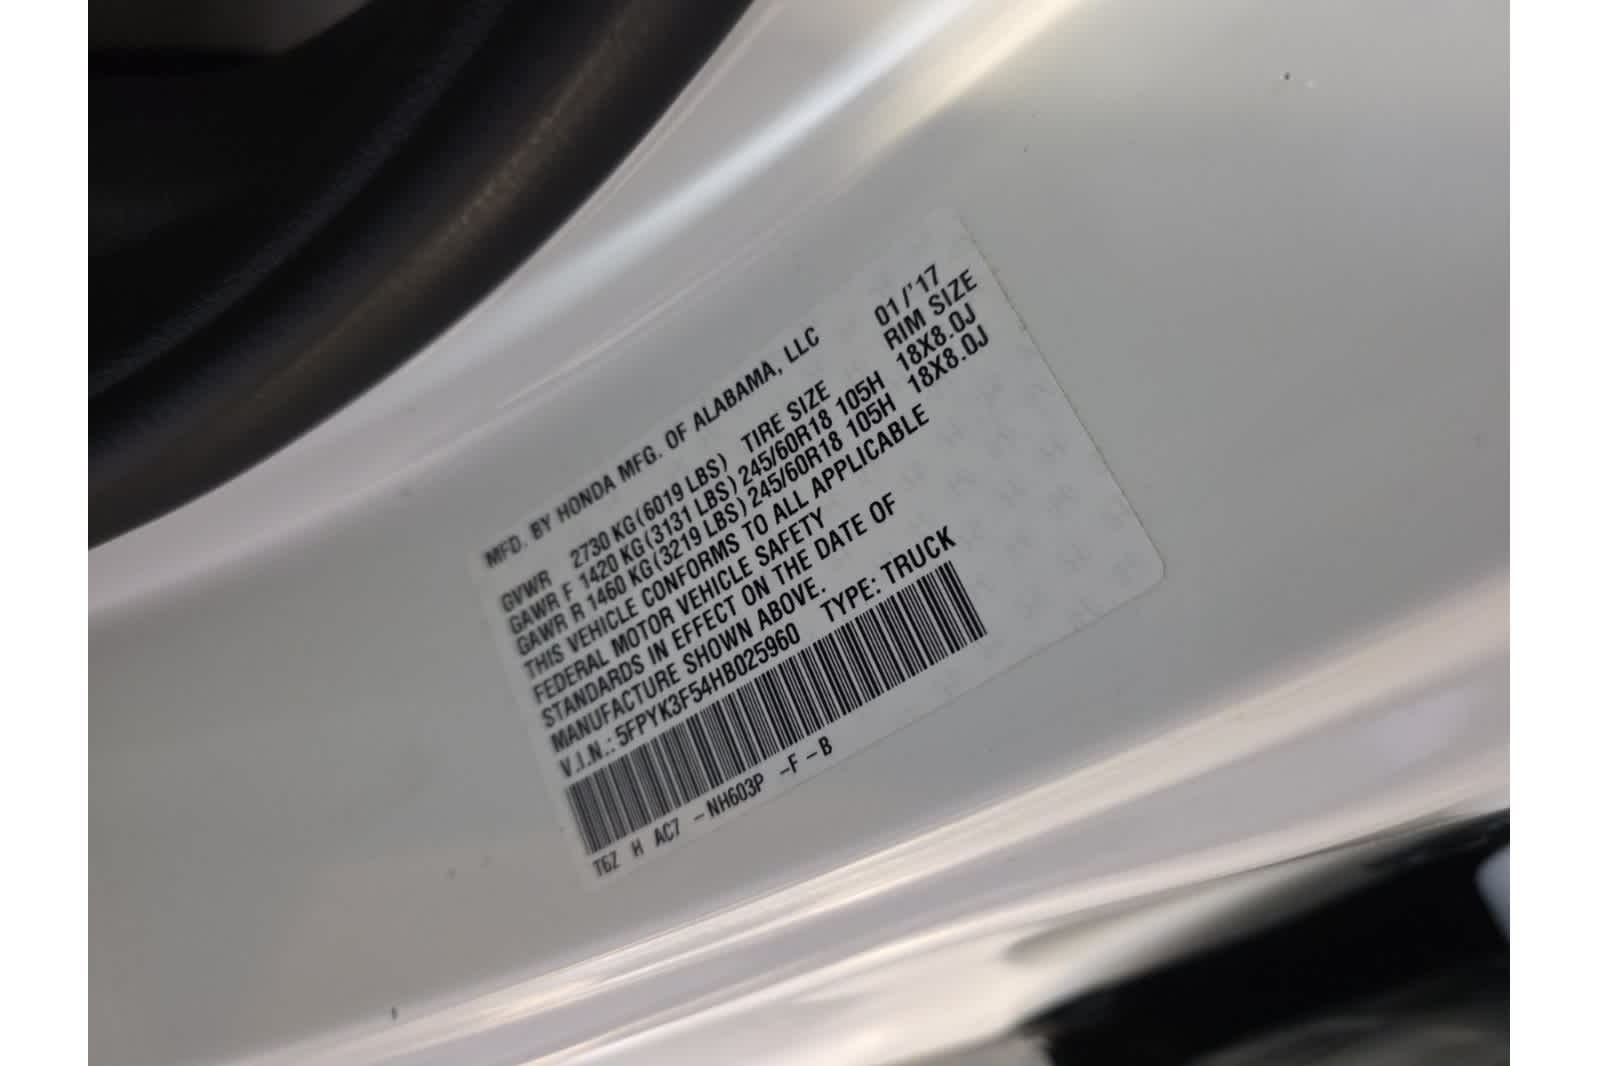 MFD. BY HONDA MFG. OF ALABAMA, LLC 01/'17
GVWR 2730 KG(6019 LBS) TIRE SIZE RIM SIZE
GAWR F 1420 KG(3131 LBS) 245/60R18 105H 18X8.0J
GAWR R 1460 KG(3219 LBS) 245/60R18 105H 18X8.0J
THIS VEHICLE CONFORMS TO ALL APPLICABLE
FEDERAL MOTOR VEHICLE SAFETY
STANDARDS IN EFFECT ON THE DATE OF
MANUFACTURE SHOWN ABOVE.
V.I.N.: 5FPYK3F54HB025960 TYPE: TRUCK
T6Z H AC7 -NH603P -F-B